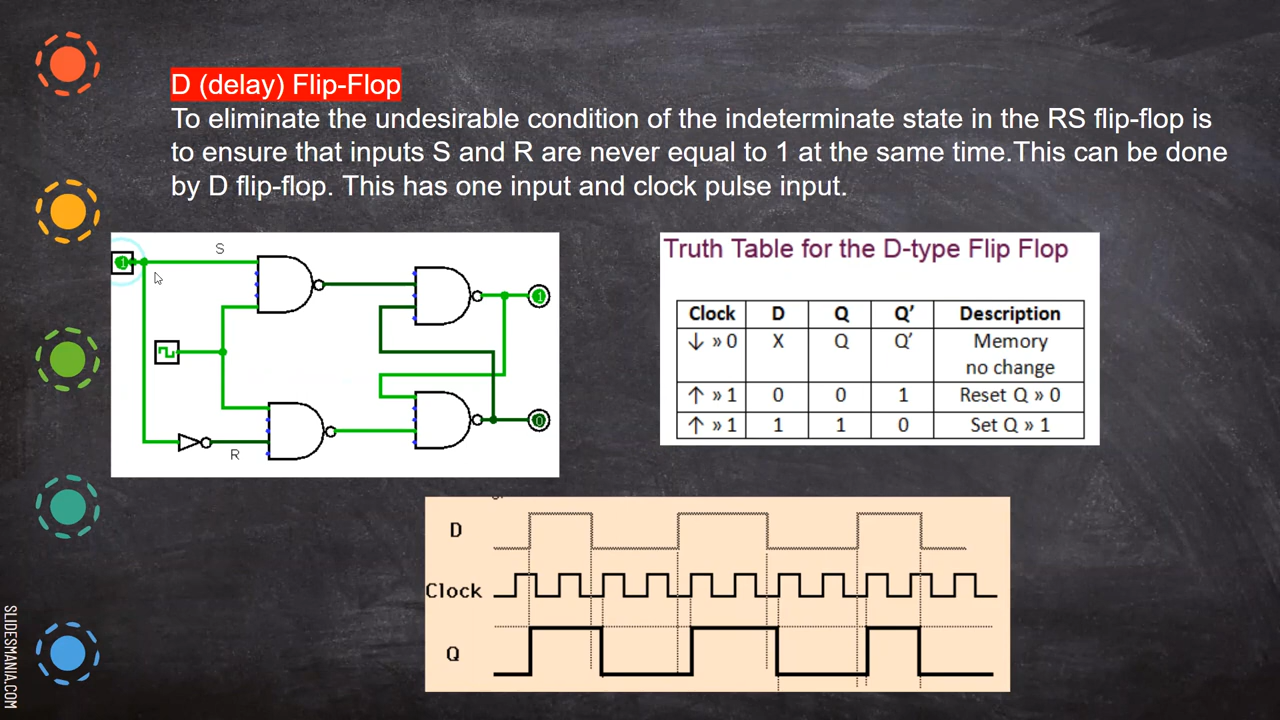 D (delay) Flip-Flop
To eliminate the undesirable condition of the indeterminate state in the RS flip-flop is
to ensure that inputs S and R are never equal to 1 at the same time.This can be done
by D flip-flop. This has one input and clock pulse input.
S
1
1
0
R
Truth Table for the D-type Flip Flop
Clock D Q Q’ Description
↓ » 0 X Q Q’ Memory
no change
↑ » 1 0 0 1 Reset Q » 0
↑ » 1 1 1 0 Set Q » 1
D
Clock
Q
SLIDESMANIA.COM